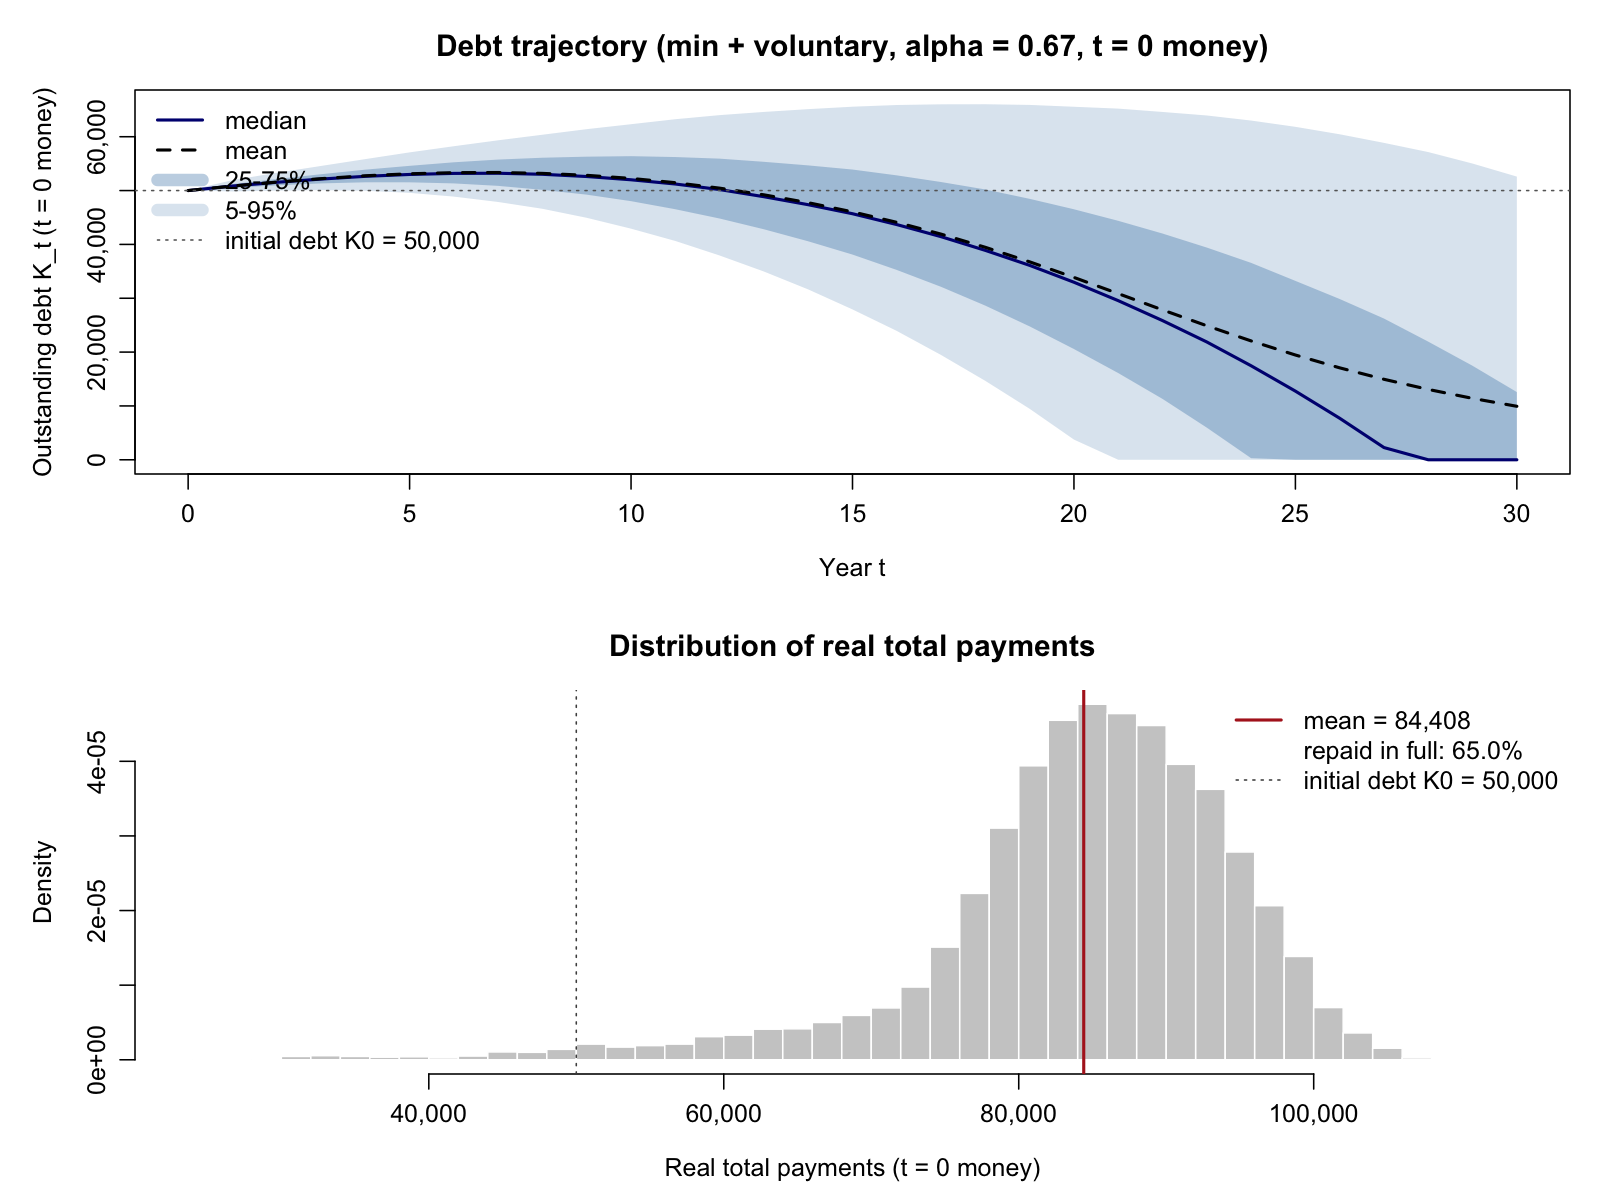 Debt trajectory (min + voluntary, alpha = 0.67, t = 0 money)
Outstanding debt K_t (t = 0 money)
60,000
40,000
20,000
0
median
mean
25-75%
5-95%
initial debt K0 = 50,000
0 5 10 15 20 25 30
Year t
Distribution of real total payments
Density
4e-05
2e-05
0e+00
mean = 84,408
repaid in full: 65.0%
initial debt K0 = 50,000
40,000 60,000 80,000 100,000
Real total payments (t = 0 money)